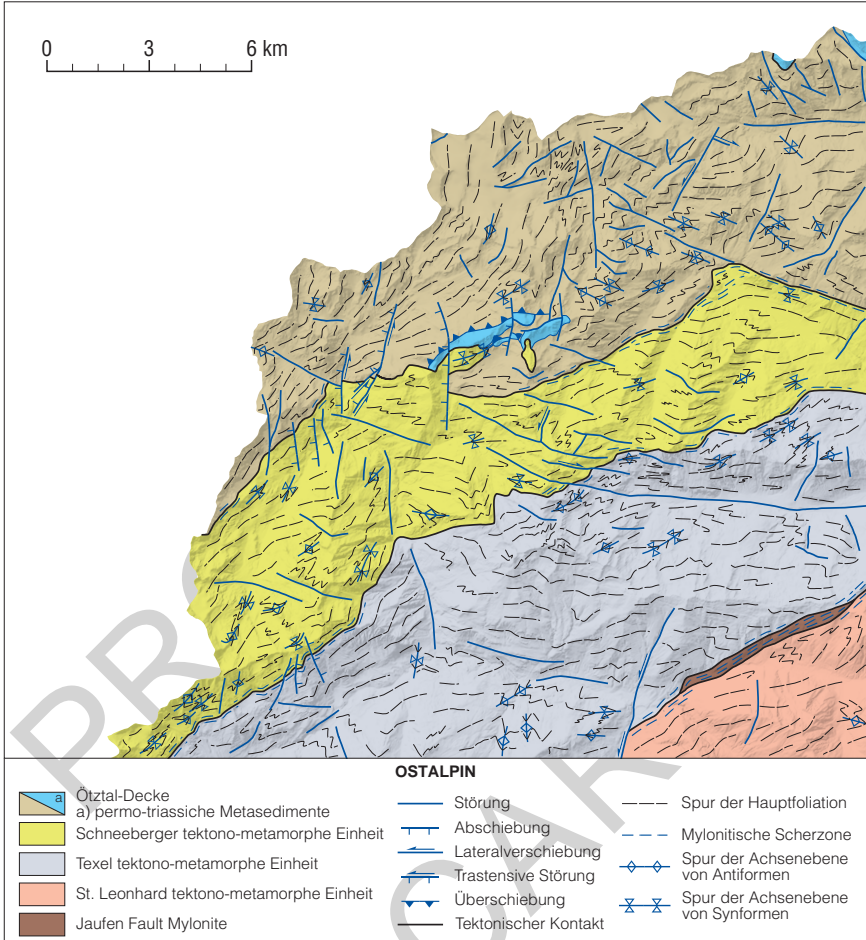 0 3 6 km
OSTALPIN
a
Ötztal-Decke
a) permo-triassiche Metasedimente
Schneeberger tektono-metamorphe Einheit
Texel tektono-metamorphe Einheit
St. Leonhard tektono-metamorphe Einheit
Jaufen Fault Mylonite
Störung
Abschiebung
Lateralverschiebung
Trastensive Störung
Überschiebung
Tektonischer Kontakt
Spur der Hauptfoliation
Mylonitische Scherzone
Spur der Achsenebene
von Antiformen
Spur der Achsenebene
von Synformen